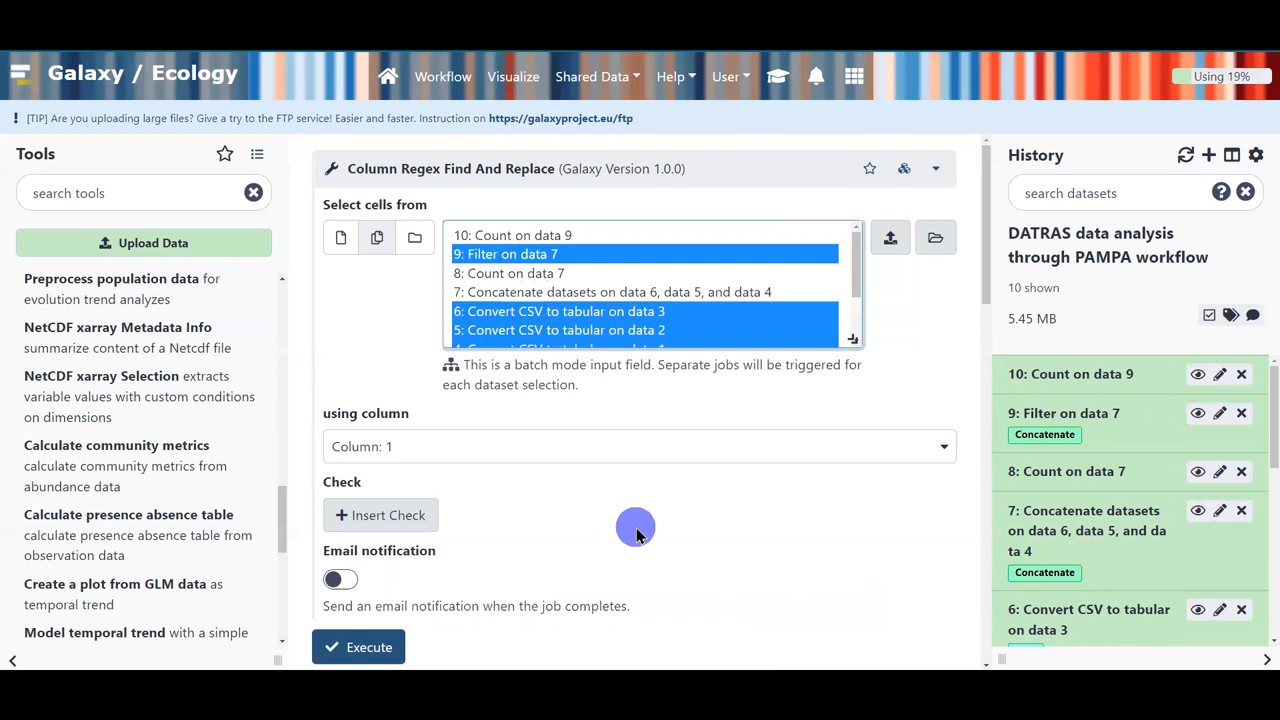 Galaxy / Ecology
Workflow
Visualize
Shared Data
Help
User
Using 19%
[TIP] Are you uploading large files? Give a try to the FTP service! Easier and faster. Instruction on https://galaxyproject.eu/ftp
Tools
search tools
Upload Data
Preprocess population data for
evolution trend analyzes
NetCDF xarray Metadata Info
summarize content of a Netcdf file
NetCDF xarray Selection extracts
variable values with custom conditions
on dimensions
Calculate community metrics
calculate community metrics from
abundance data
Calculate presence absence table
calculate presence absence table from
observation data
Create a plot from GLM data as
temporal trend
Model temporal trend with a simple
Column Regex Find And Replace (Galaxy Version 1.0.0)
Select cells from
10: Count on data 9
9: Filter on data 7
8: Count on data 7
7: Concatenate datasets on data 6, data 5, and data 4
6: Convert CSV to tabular on data 3
5: Convert CSV to tabular on data 2
This is a batch mode input field. Separate jobs will be triggered for
each dataset selection.
using column
Column: 1
Check
+ Insert Check
Email notification
Send an email notification when the job completes.
Execute
History
search datasets
DATRAS data analysis
through PAMPA workflow
10 shown
5.45 MB
10: Count on data 9
9: Filter on data 7
Concatenate
8: Count on data 7
7: Concatenate datasets
on data 6, data 5, and da
ta 4
Concatenate
6: Convert CSV to tabular
on data 3